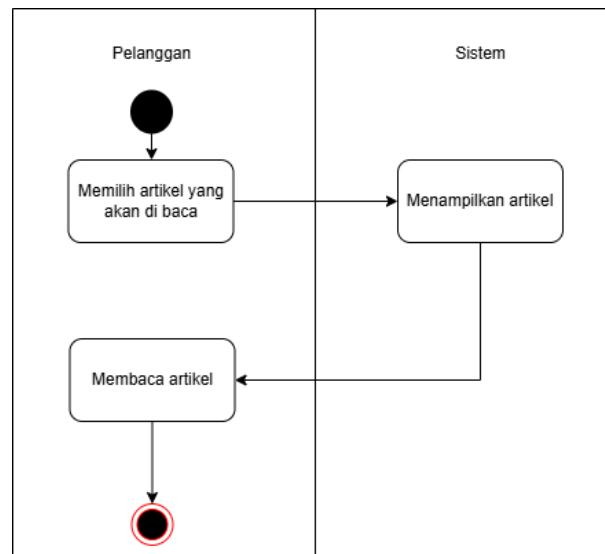 Pelanggan
Sistem
Memilih artikel yang
akan di baca
Menampilkan artikel
Membaca artikel